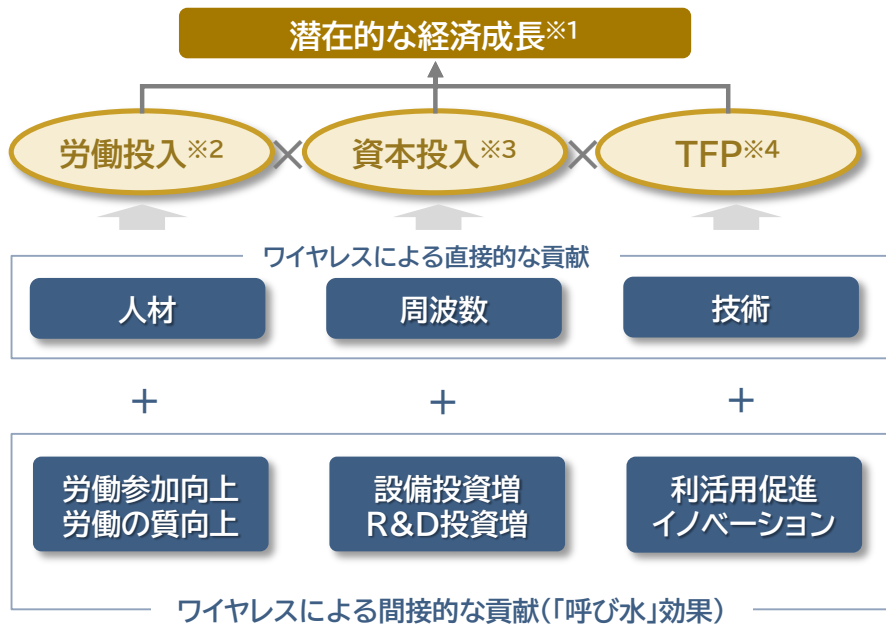 潜在的な経済成長※1
労働投入※2 × 資本投入※3 × TFP※4
ワイヤレスによる直接的な貢献
人材 周波数 技術
+ + +
労働参加向上 設備投資増 利活用促進
労働の質向上 R&D投資増 イノベーション
ワイヤレスによる間接的な貢献(「呼び水」効果)